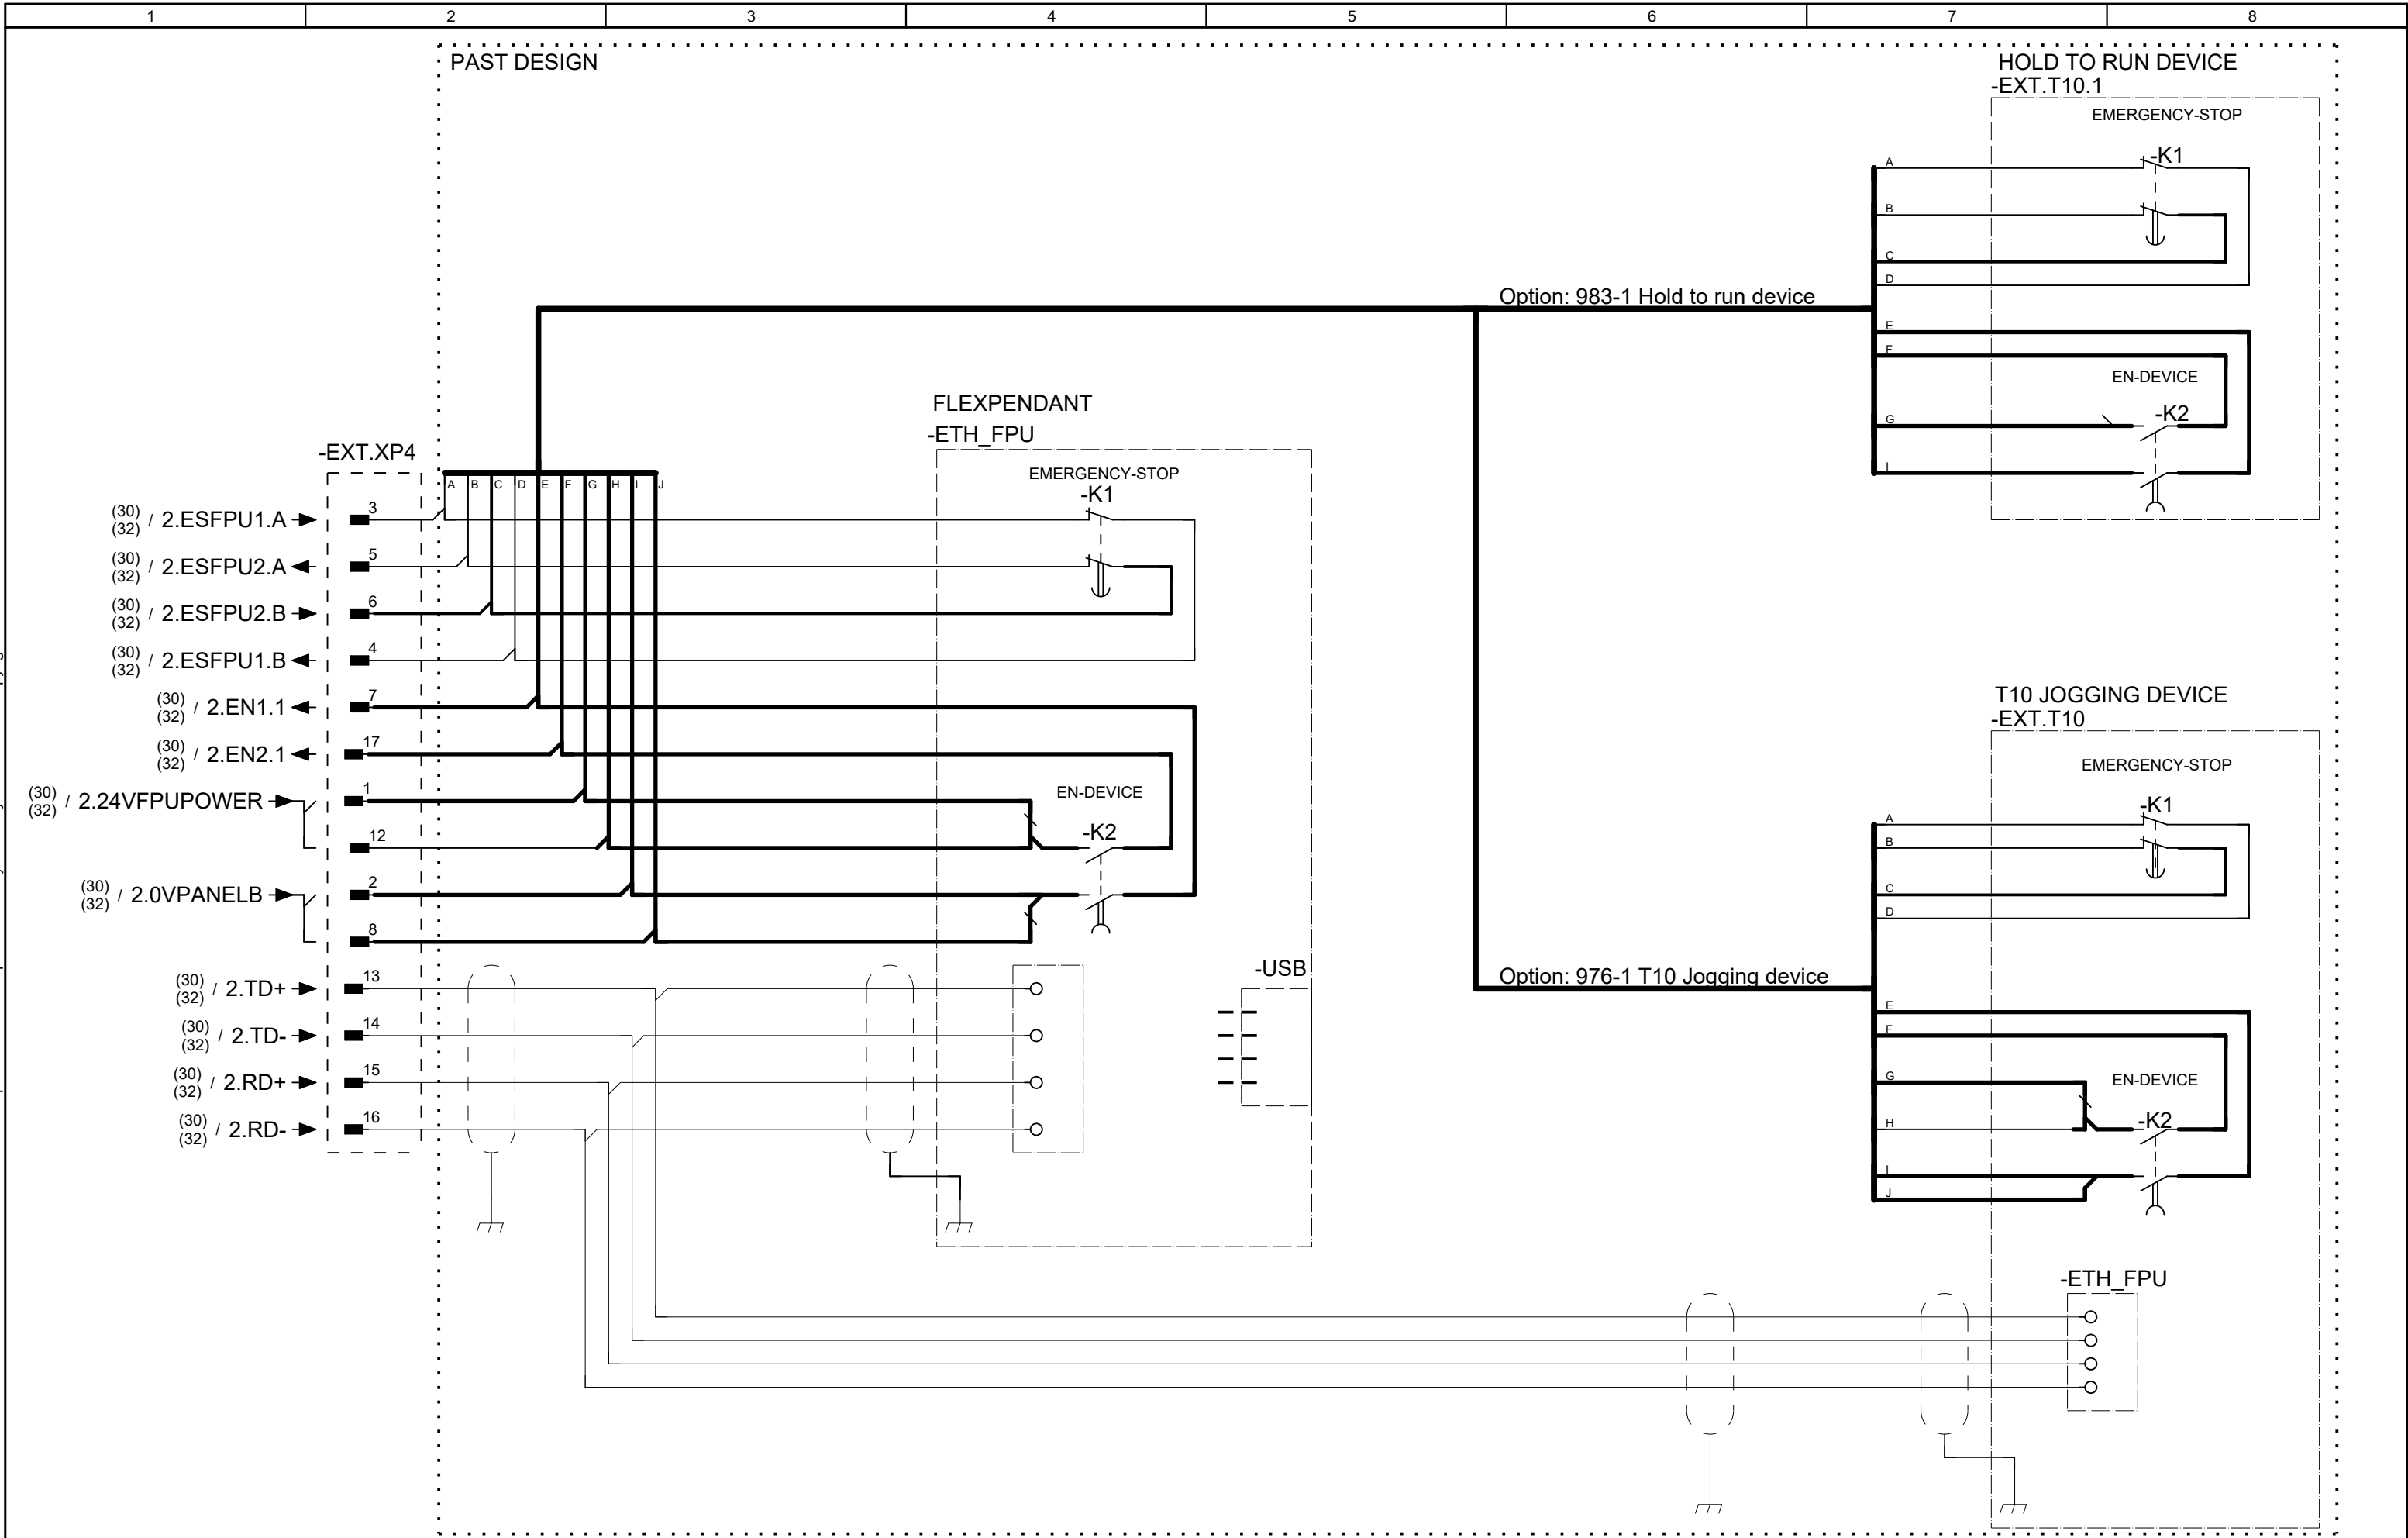 1 2 3 4 5 6 7 8
PAST DESIGN
HOLD TO RUN DEVICE
-EXT.T10.1
EMERGENCY-STOP
-K1
A
B
C
D
Option: 983-1 Hold to run device
E
F
EN-DEVICE
G
-K2
I
FLEXPENDANT
-ETH_FPU
-EXT.XP4
EMERGENCY-STOP
-K1
A B C D E F G H I J
(30)
(32) / 2.ESFPU1.A 3
(30)
(32) / 2.ESFPU2.A 5
(30)
(32) / 2.ESFPU2.B 6
(30)
(32) / 2.ESFPU1.B 4
(30)
(32) / 2.EN1.1 7
(30)
(32) / 2.EN2.1 17
(30)
(32) / 2.24VFPUPOWER 1
12
(30)
(32) / 2.0VPANELB 2
8
(30)
(32) / 2.TD+ 13
(30)
(32) / 2.TD- 14
(30)
(32) / 2.RD+ 15
(30)
(32) / 2.RD- 16
EN-DEVICE
-K2
-USB
T10 JOGGING DEVICE
-EXT.T10
EMERGENCY-STOP
-K1
A
B
C
D
Option: 976-1 T10 Jogging device
E
F
G
EN-DEVICE
H
-K2
I
J
-ETH_FPU